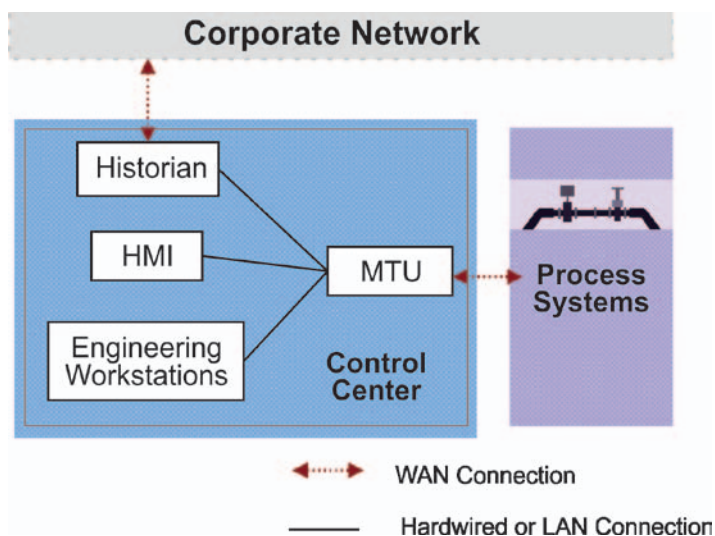 Corporate Network
Historian
HMI
MTU
Engineering
Workstations
Control
Center
Process
Systems
WAN Connection
Hardwired or LAN Connection